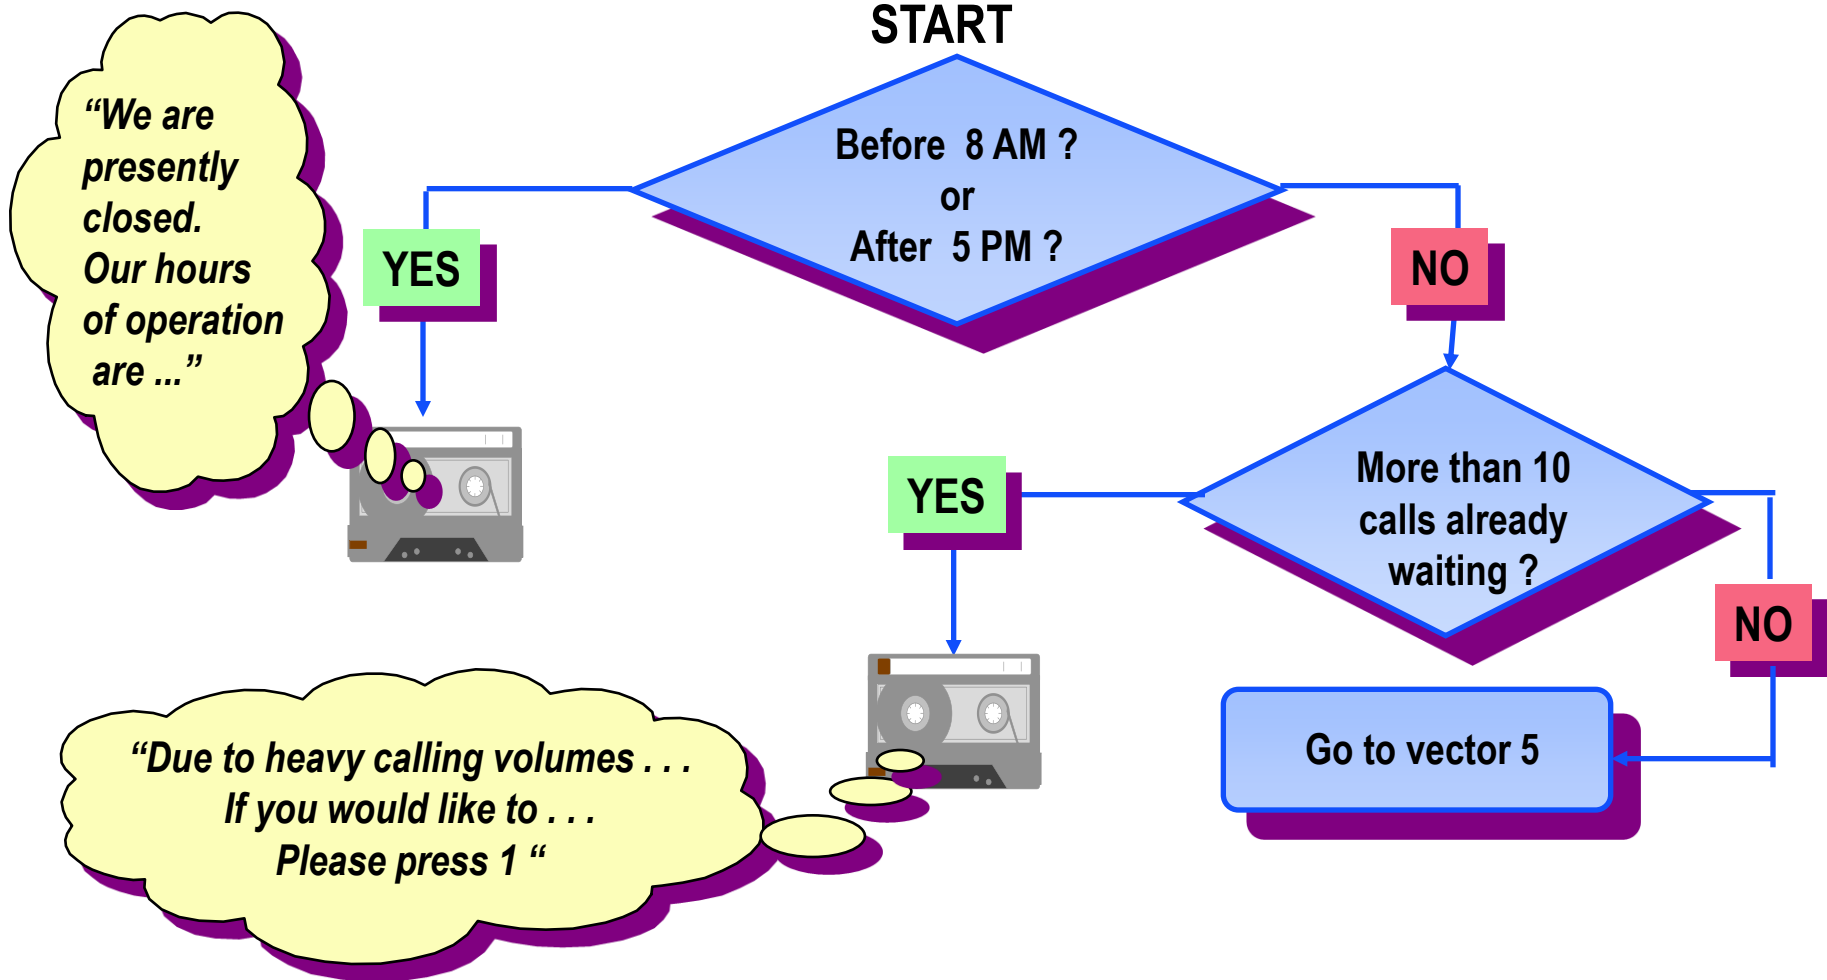 START
Before 8 AM ?
or
After 5 PM ?
“We are
presently
closed.
Our hours
of operation
are ...”
YES
NO
More than 10
calls already
waiting ?
YES
NO
Go to vector 5
“Due to heavy calling volumes . . .
If you would like to . . .
Please press 1 “